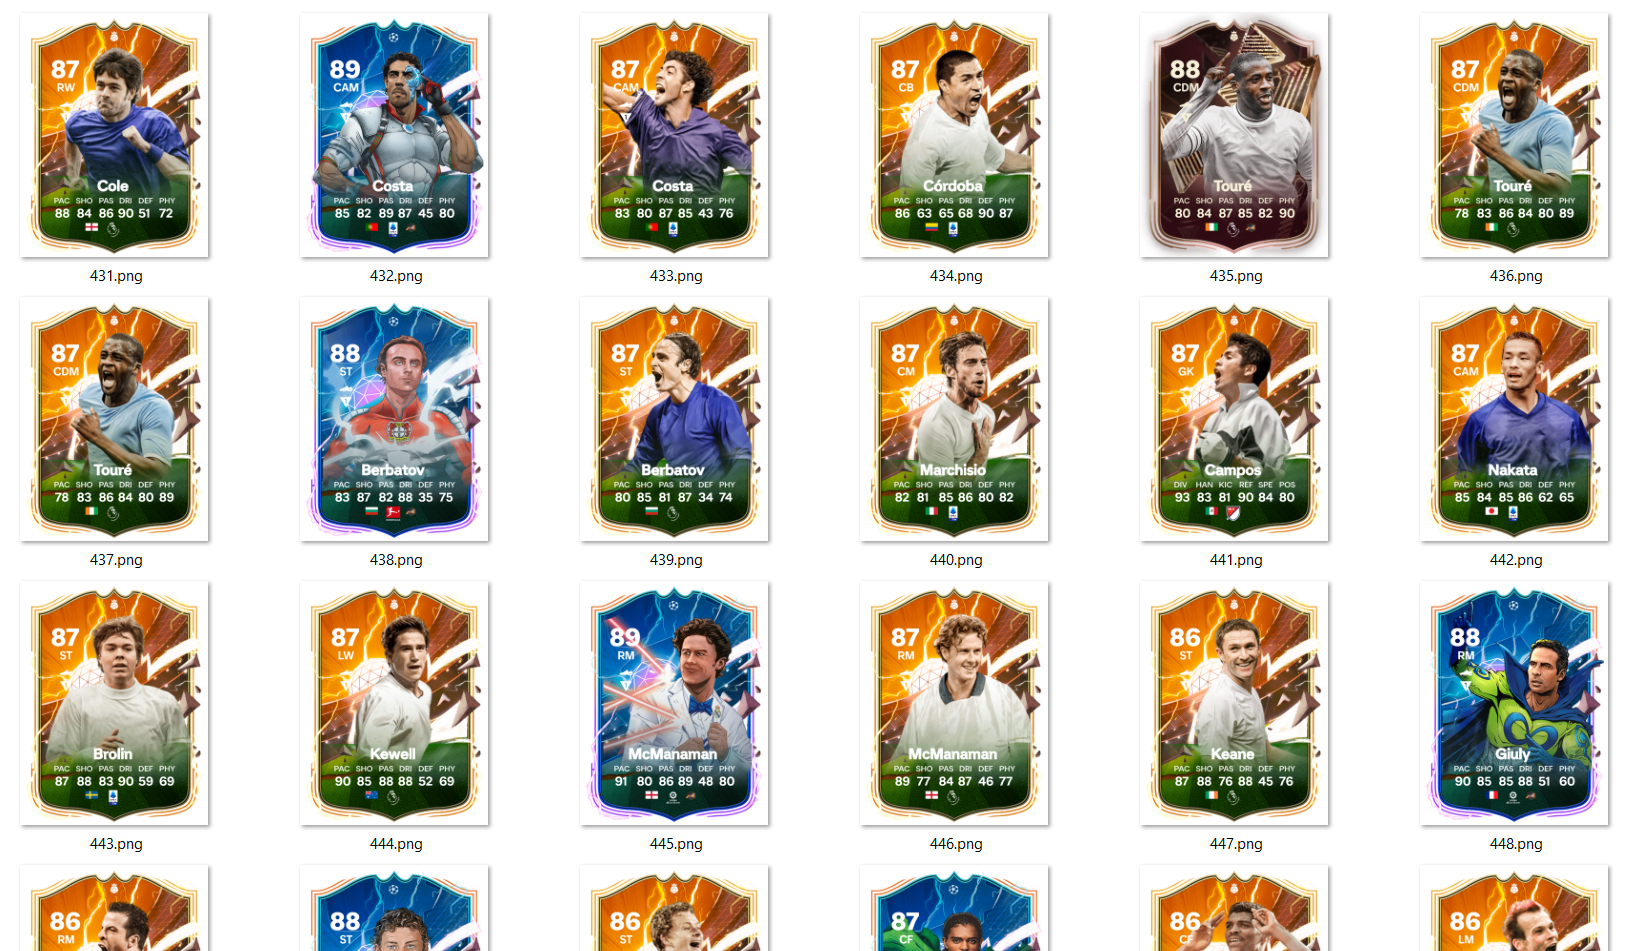 87
RW
Cole
PAC SHO PAS DRI DEF PHY
88 84 86 90 51 72
431.png
89
CAM
Costa
PAC SHO PAS DRI DEF PHY
85 82 89 87 45 80
432.png
87
CAM
Costa
PAC SHO PAS DRI DEF PHY
83 80 87 85 43 76
433.png
87
CB
Córdoba
PAC SHO PAS DRI DEF PHY
86 63 65 68 90 87
434.png
88
CDM
Touré
PAC SHO PAS DRI DEF PHY
80 84 87 85 82 90
435.png
87
CDM
Touré
PAC SHO PAS DRI DEF PHY
78 83 86 84 80 89
436.png
87
CDM
Touré
PAC SHO PAS DRI DEF PHY
78 83 86 84 80 89
437.png
88
ST
Berbatov
PAC SHO PAS DRI DEF PHY
83 87 82 88 35 75
438.png
87
ST
Berbatov
PAC SHO PAS DRI DEF PHY
80 85 81 87 34 74
439.png
87
CM
Marchisio
PAC SHO PAS DRI DEF PHY
82 81 85 86 80 82
440.png
87
GK
Campos
DIV HAN KIC REF SPE POS
93 83 81 90 84 80
441.png
87
CAM
Nakata
PAC SHO PAS DRI DEF PHY
85 84 85 86 62 65
442.png
87
ST
Brolin
PAC SHO PAS DRI DEF PHY
87 88 83 90 59 69
443.png
87
LW
Kewell
PAC SHO PAS DRI DEF PHY
90 85 88 88 52 69
444.png
89
RM
McManaman
PAC SHO PAS DRI DEF PHY
91 80 86 89 48 80
445.png
87
RM
McManaman
PAC SHO PAS DRI DEF PHY
89 77 84 87 46 77
446.png
86
ST
Keane
PAC SHO PAS DRI DEF PHY
87 88 76 88 45 76
447.png
88
RM
Giuly
PAC SHO PAS DRI DEF PHY
90 85 85 88 51 60
448.png
86
RM
88
ST
86
ST
87
CF
86
CF
86
LM